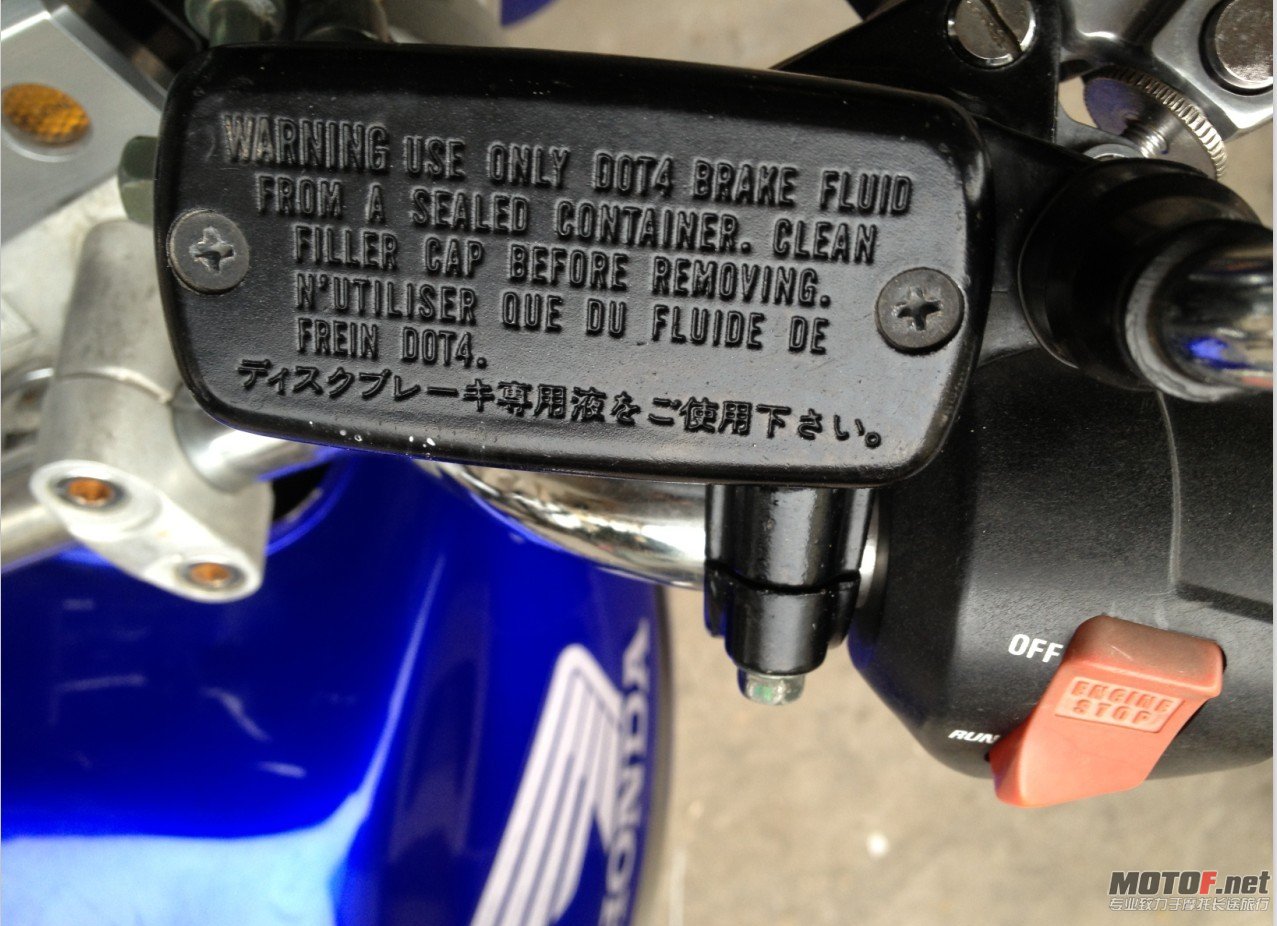 WARNING USE ONLY DOT4 BRAKE FLUID
FROM A SEALED CONTAINER. CLEAN
FILLER CAP BEFORE REMOVING.
N'UTILISER QUE DU FLUIDE DE
FREIN DOT4.
ディスクブレーキ専用液をご使用下さい。
OFF
ENGINE
STOP
RUN
HONDA
MOTOF.net
专业致力于摩托长途旅行